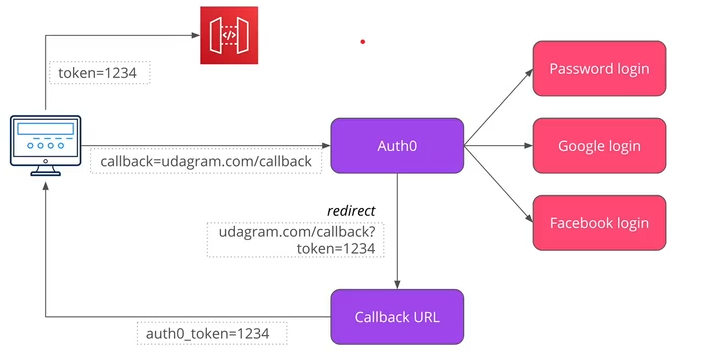 token=1234
Password login
callback=udagram.com/callback
Auth0
Google login
redirect
udagram.com/callback?
token=1234
Facebook login
Callback URL
auth0_token=1234